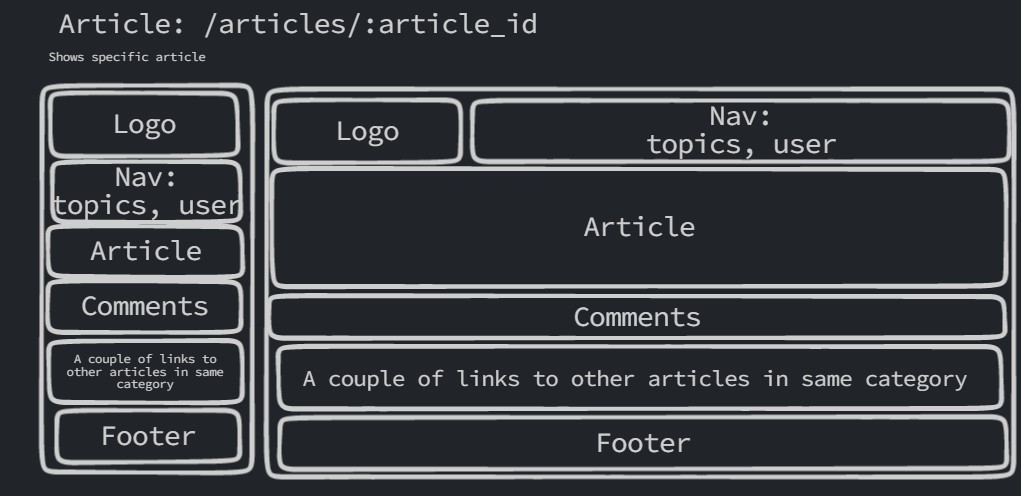 Article: /articles/:article_id
Shows specific article
Logo
Nav:
topics, user
Article
Comments
A couple of links to
other articles in same
category
Footer
Logo
Nav:
topics, user
Article
Comments
A couple of links to other articles in same category
Footer